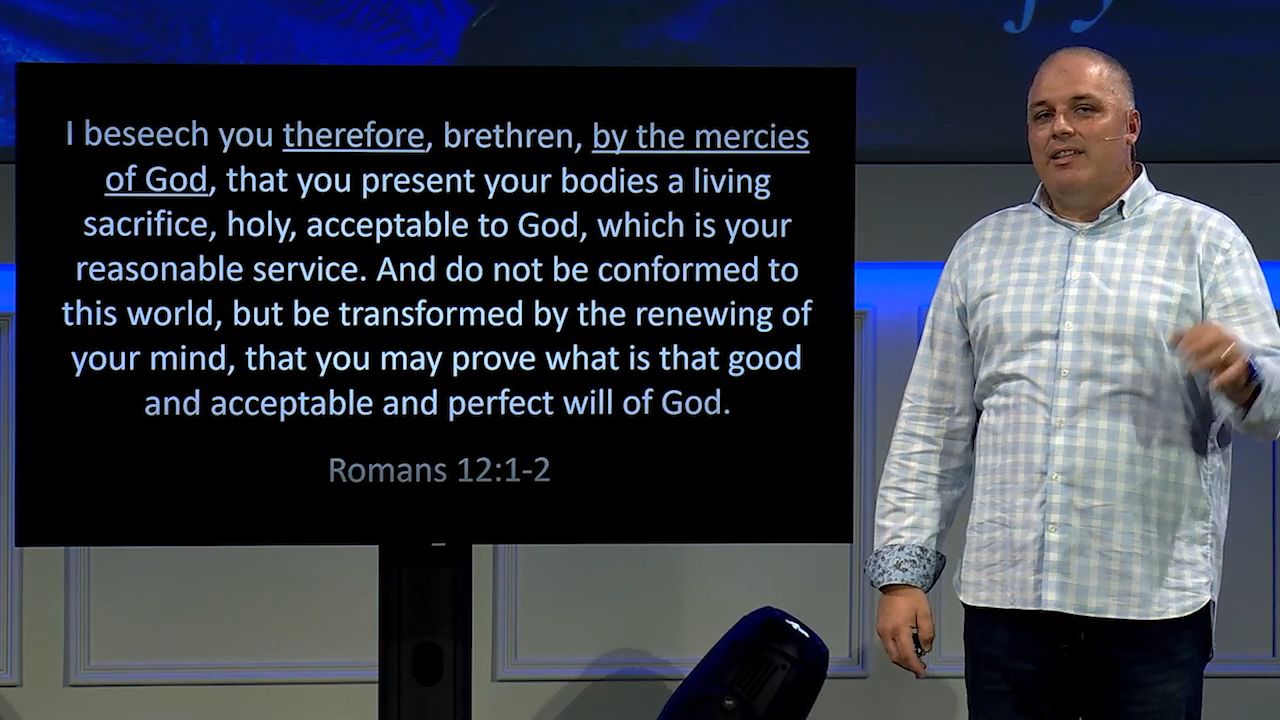 I beseech you therefore, brethren, by the mercies
of God, that you present your bodies a living
sacrifice, holy, acceptable to God, which is your
reasonable service. And do not be conformed to
this world, but be transformed by the renewing of
your mind, that you may prove what is that good
and acceptable and perfect will of God.
Romans 12:1-2